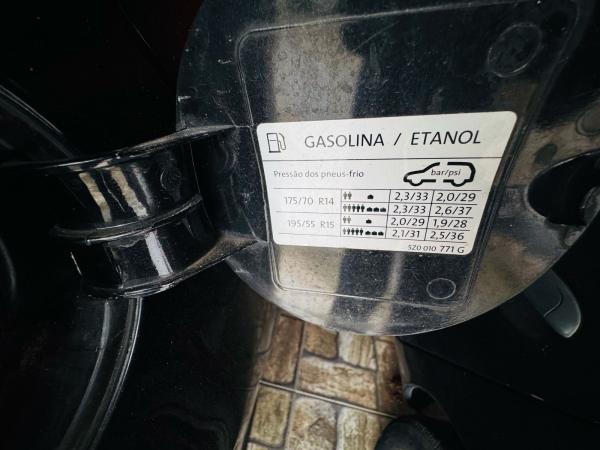 GASOLINA / ETANOL
Pressão dos pneus-frio
bar/psi
175/70 R14 2,3/33 2,0/29
2,3/33 2,6/37
195/55 R15 2,0/29 1,9/28
2,1/31 2,5/36
5Z0 010 771 G